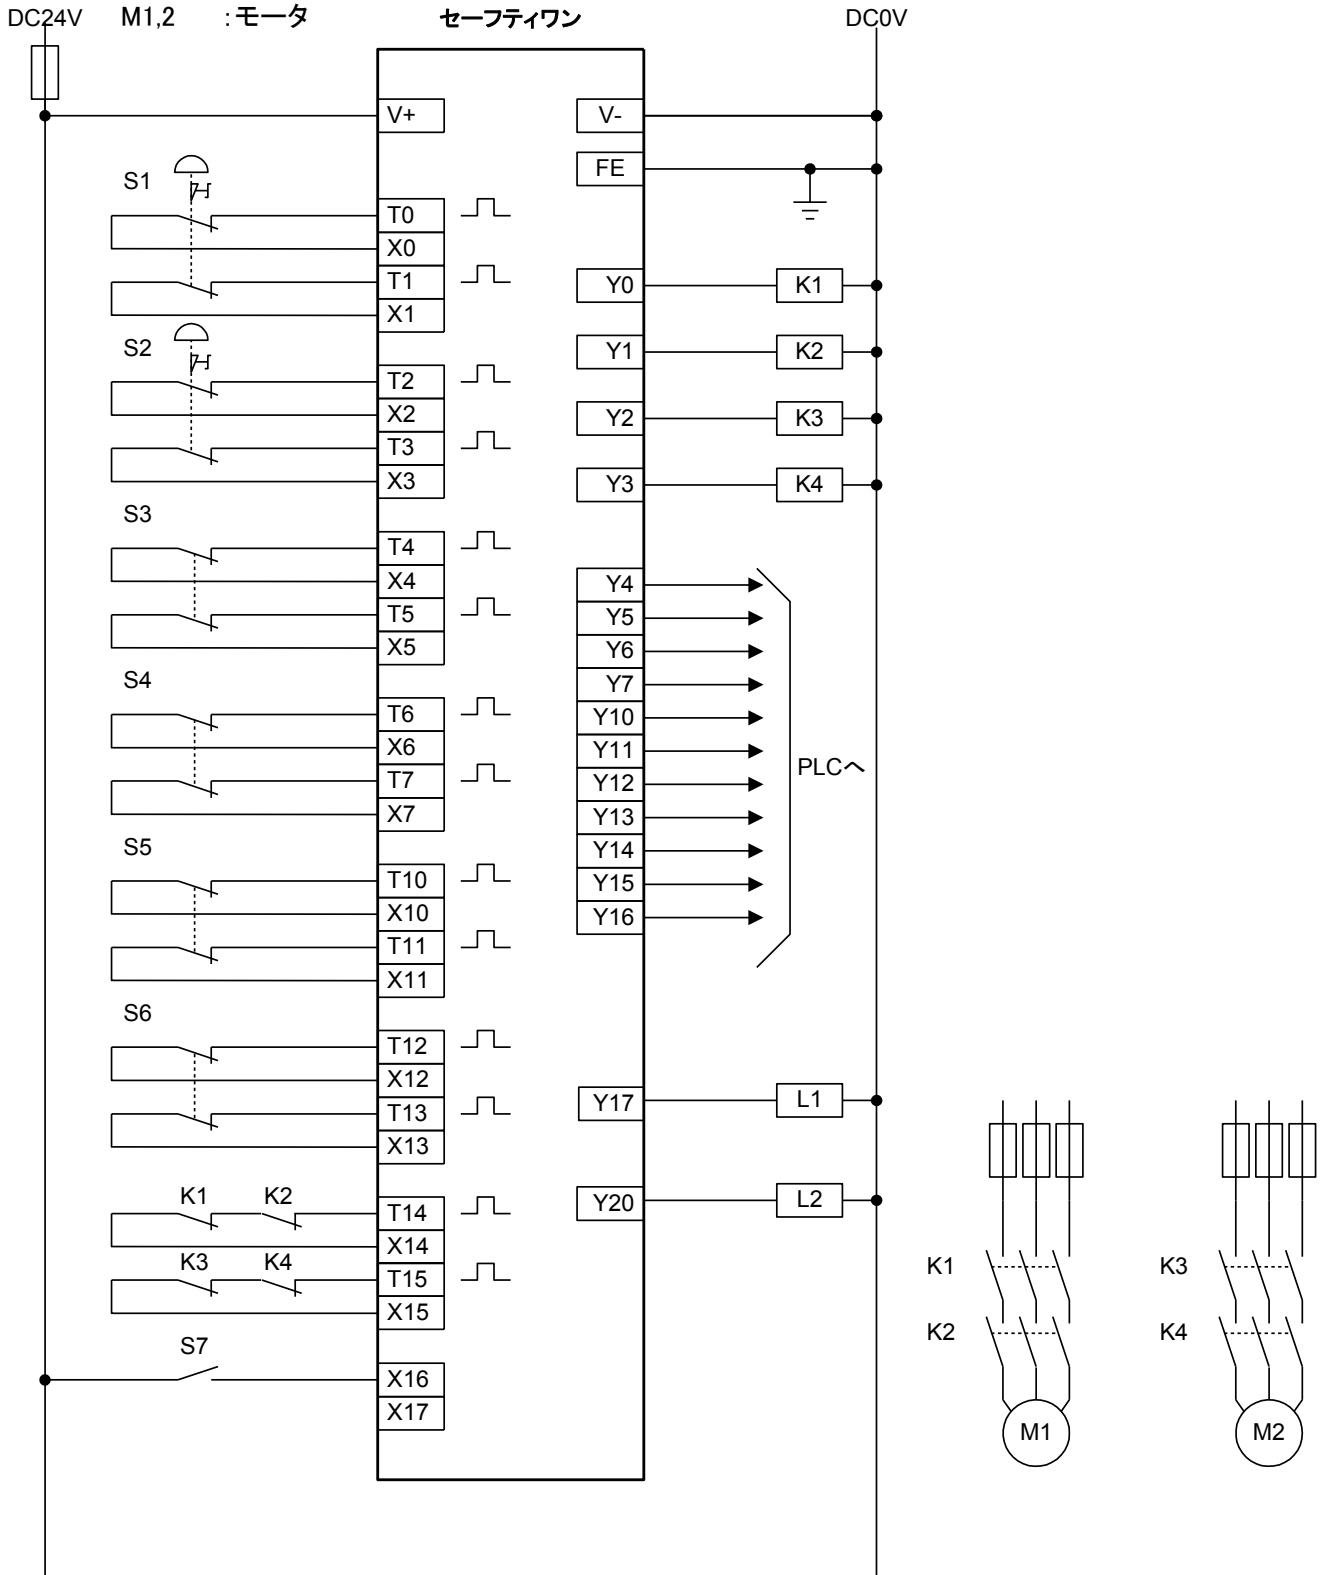 DC24V M1,2 :モータ セーフティワン DC0V
V+ V-
FE
S1
T0
X0
T1 Y0 K1
X1
S2 Y1 K2
T2
X2 Y2 K3
T3
X3 Y3 K4
S3
T4
X4 Y4
T5 Y5
X5 Y6
S4 Y7
T6 Y10
X6 Y11
T7 Y12 PLCへ
X7 Y13
S5 Y14
T10 Y15
X10 Y16
T11
X11
S6
T12
X12
T13 Y17 L1
X13
K1 K2
T14 Y20 L2
X14
K3 K4
T15
X15
K1 K3
K2 K4
S7
X16
X17
M1 M2